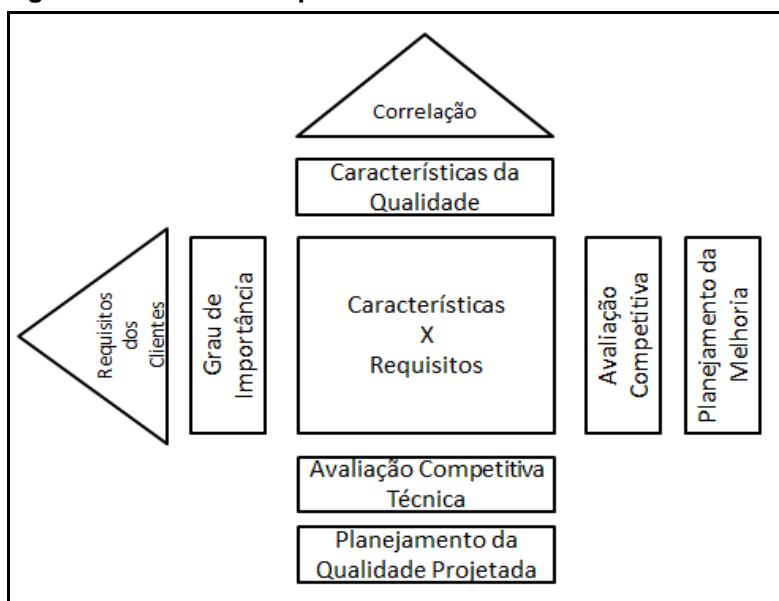 Correlação
Características da
Qualidade
Requisitos
dos
Clientes
Grau de
Importância
Características
X
Requisitos
Avaliação
Competitiva
Planejamento da
Melhoria
Avaliação Competitiva
Técnica
Planejamento da
Qualidade Projetada